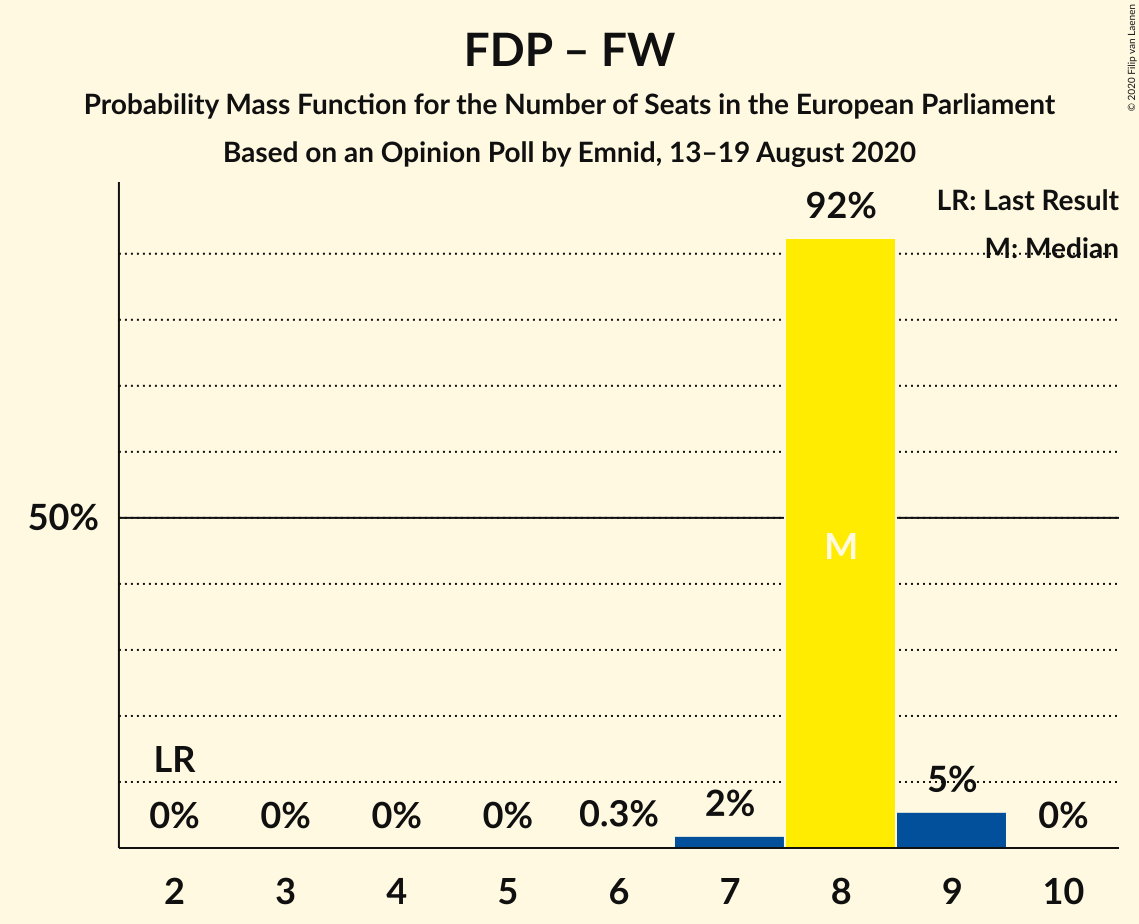 FDP – FW
Probability Mass Function for the Number of Seats in the European Parliament
Based on an Opinion Poll by Emnid, 13–19 August 2020
© 2020 Filip van Laenen
LR: Last Result
M: Median
92%
50%
M
LR
0%
0%
0%
0%
0.3%
2%
5%
0%
2
3
4
5
6
7
8
9
10